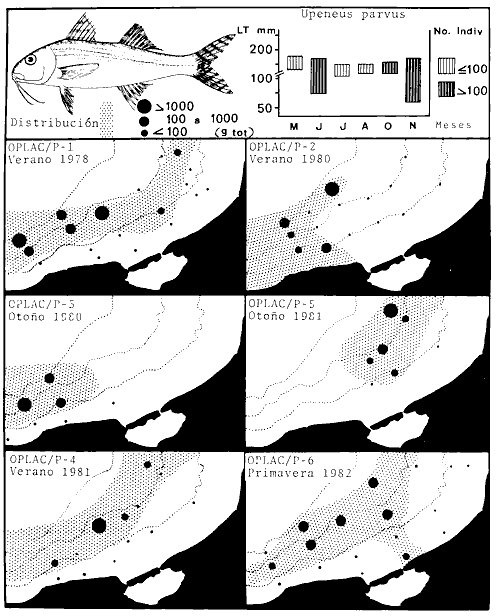 Upeneus parvus
LT mm
200
100
50
M J J A O N
Meses
No. Indiv
≤100
>100
Distribución
>1000
100 a 1000
≤100 (g tot)
OPLAC/P-1
Verano 1978
OPLAC/P-2
Verano 1980
OPLAC/P-3
Otoño 1980
OPLAC/P-5
Otoño 1981
OPLAC/P-4
Verano 1981
OPLAC/P-6
Primavera 1982